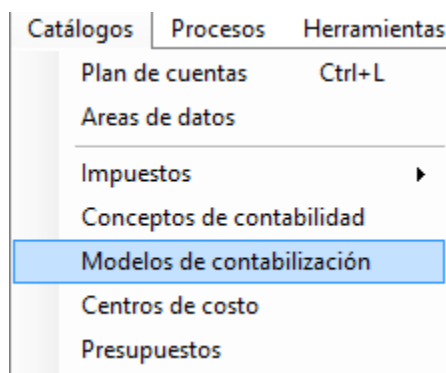 Catálogos Procesos Herramientas
Plan de cuentas Ctrl+L
Areas de datos
Impuestos
Conceptos de contabilidad
Modelos de contabilización
Centros de costo
Presupuestos